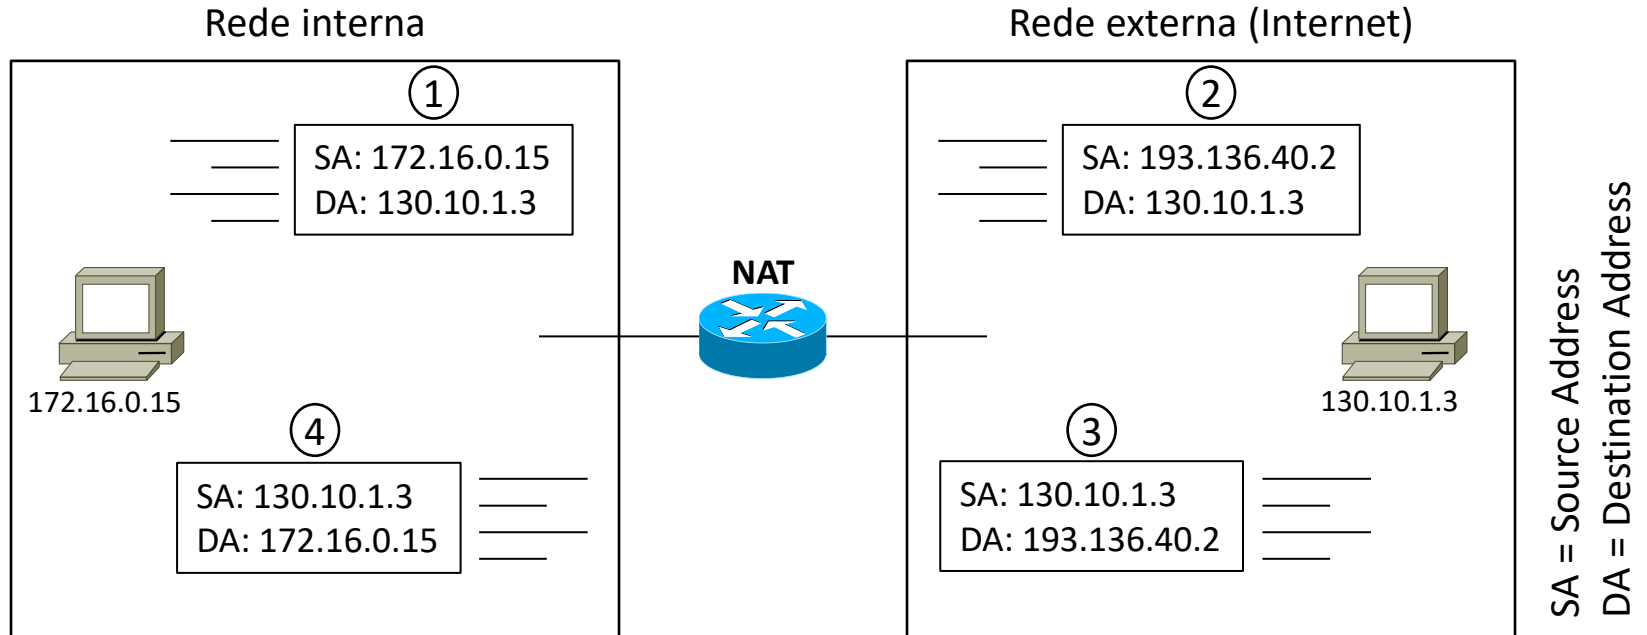 Rede interna
Rede externa (Internet)
1
SA: 172.16.0.15
DA: 130.10.1.3
2
SA: 193.136.40.2
DA: 130.10.1.3
NAT
172.16.0.15
130.10.1.3
4
SA: 130.10.1.3
DA: 172.16.0.15
3
SA: 130.10.1.3
DA: 193.136.40.2
SA = Source Address
DA = Destination Address